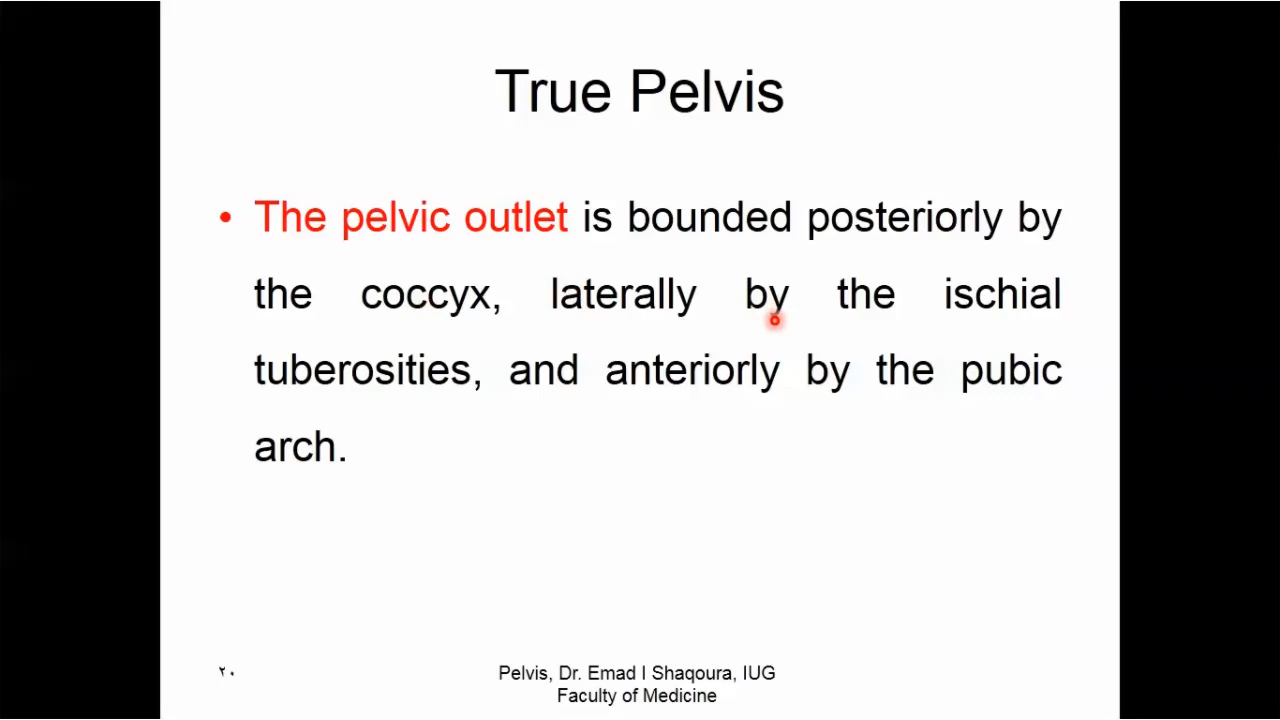 True Pelvis
• The pelvic outlet is bounded posteriorly by
the coccyx, laterally by the ischial
tuberosities, and anteriorly by the pubic
arch.
٢٠
Pelvis, Dr. Emad I Shaqoura, IUG
Faculty of Medicine